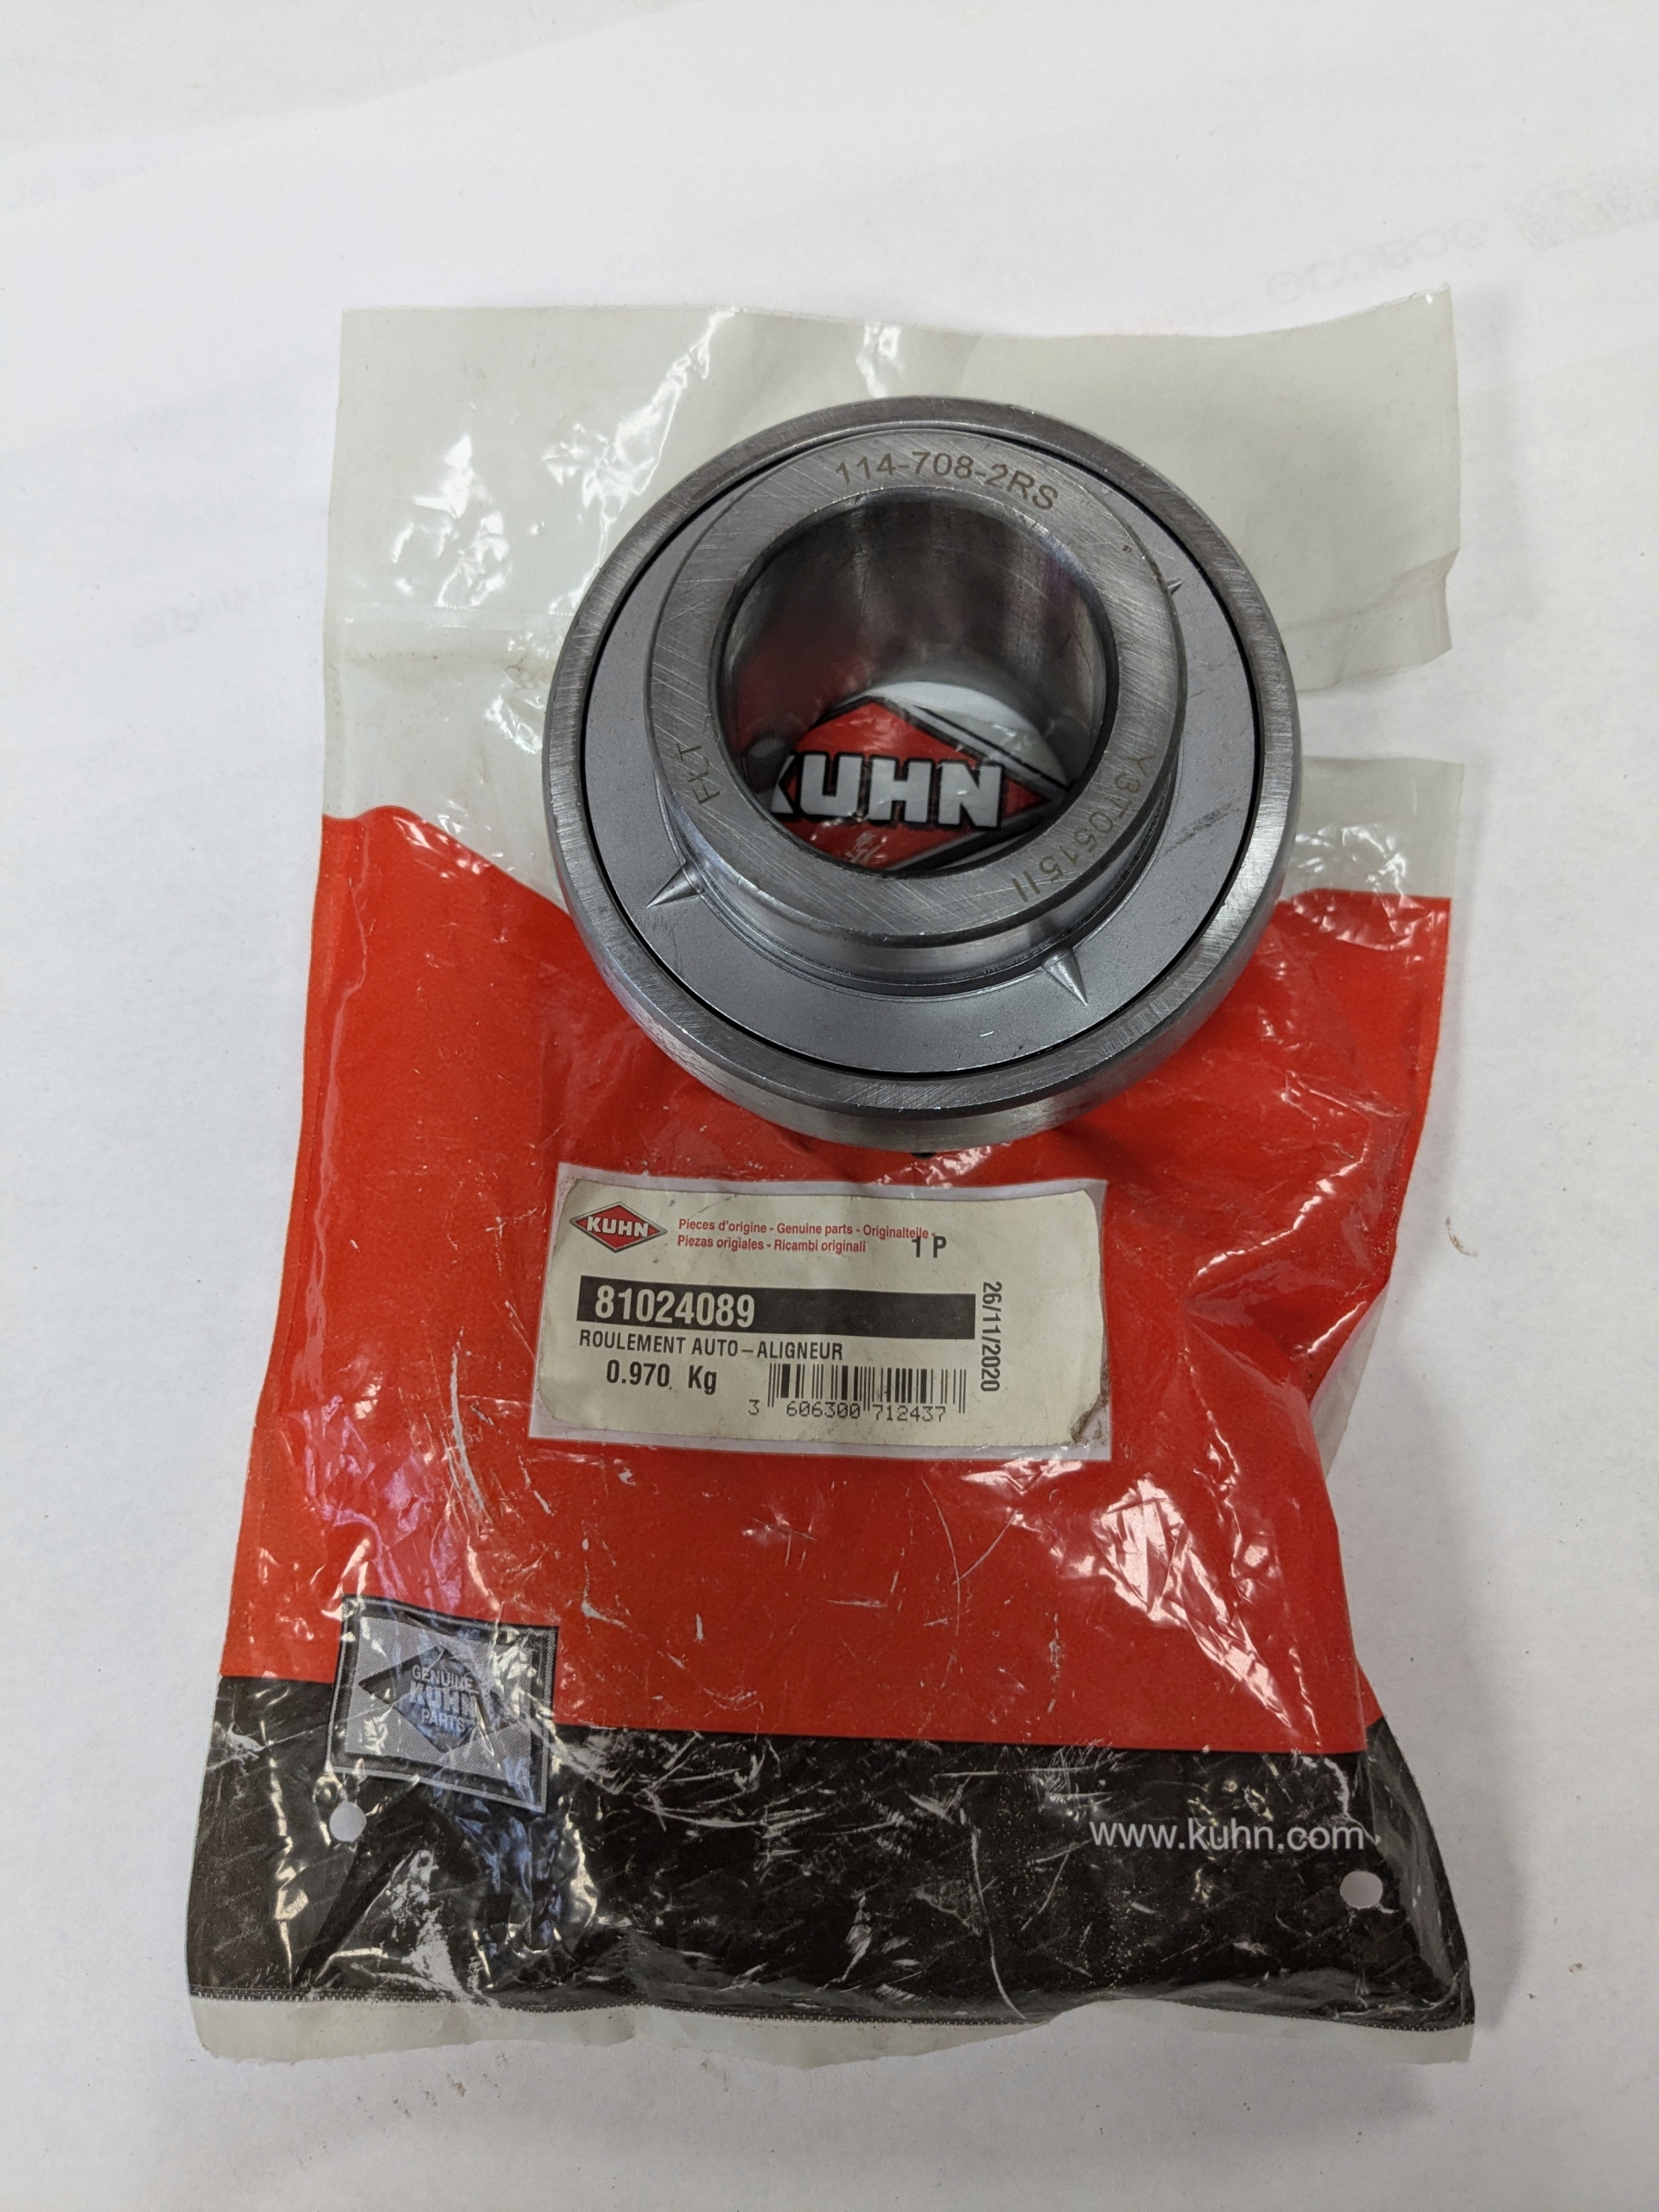 114-708-2RS
FKT
Y3T0515II
KUHN
KUHN
Pieces d'origine - Genuine parts - Originalteile -
Piezas origiales - Ricambi originali
1 P
81024089
26/11/2020
ROULEMENT AUTO-ALIGNEUR
0.970 Kg
3 606300 712437
GENUINE
KUHN
PARTS
www.kuhn.com